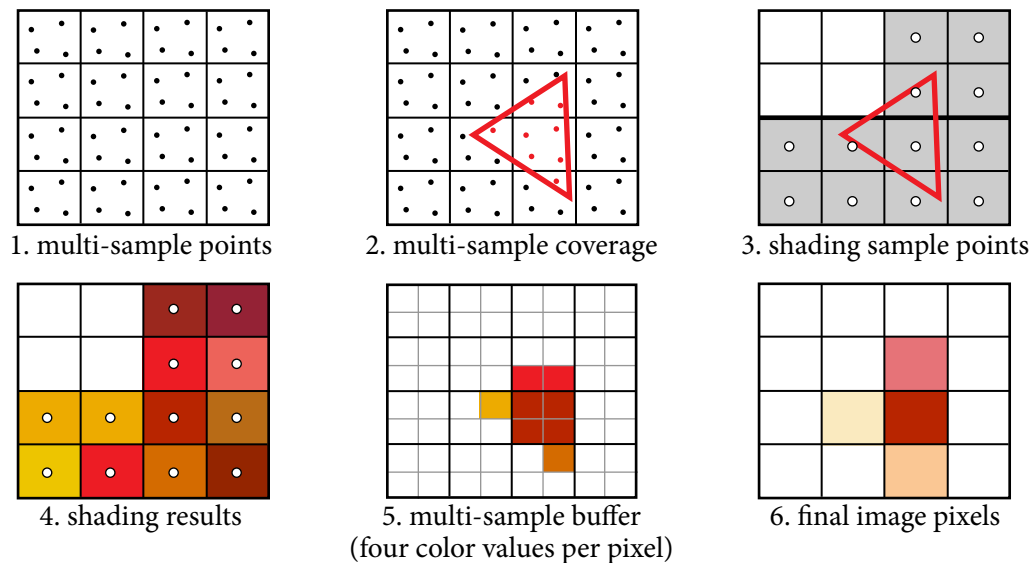 1. multi-sample points
2. multi-sample coverage
3. shading sample points
4. shading results
5. multi-sample buffer
(four color values per pixel)
6. final image pixels